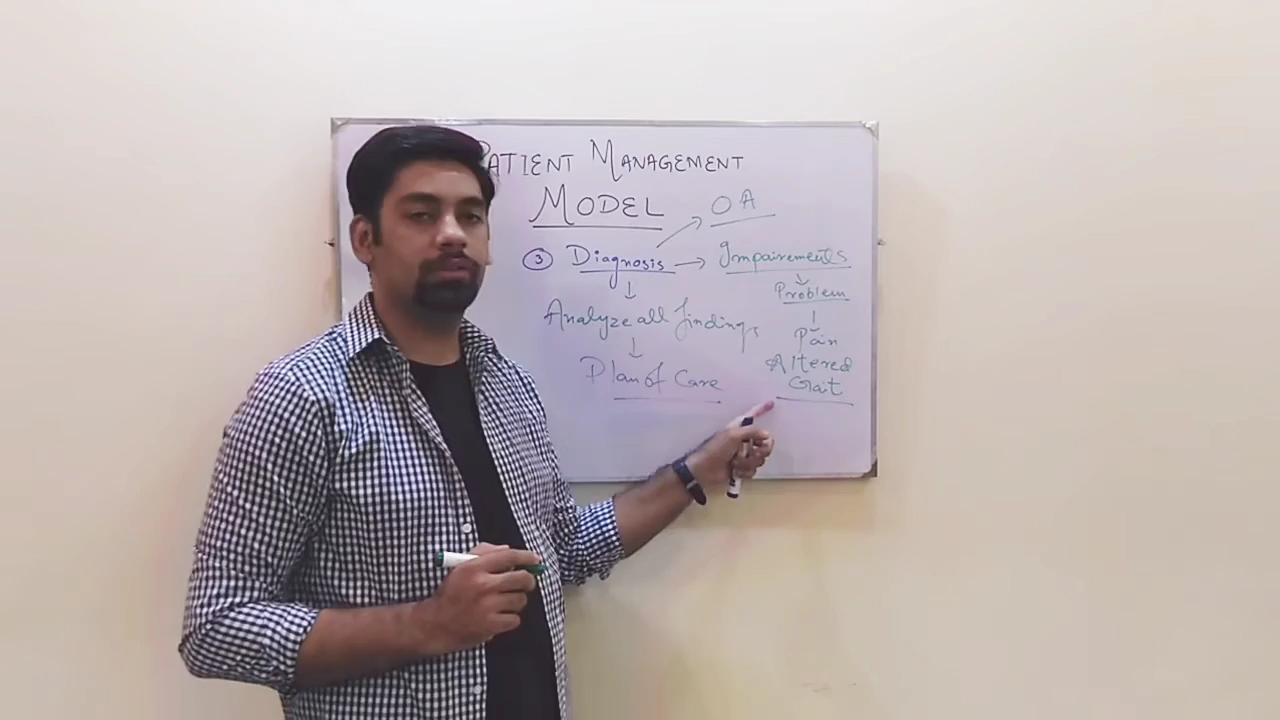 PATIENT MANAGEMENT
MODEL
OA
③ Diagnosis → Impairements
Problem
Analyze all findings
Pain
Altered
Gait
Plan of Care